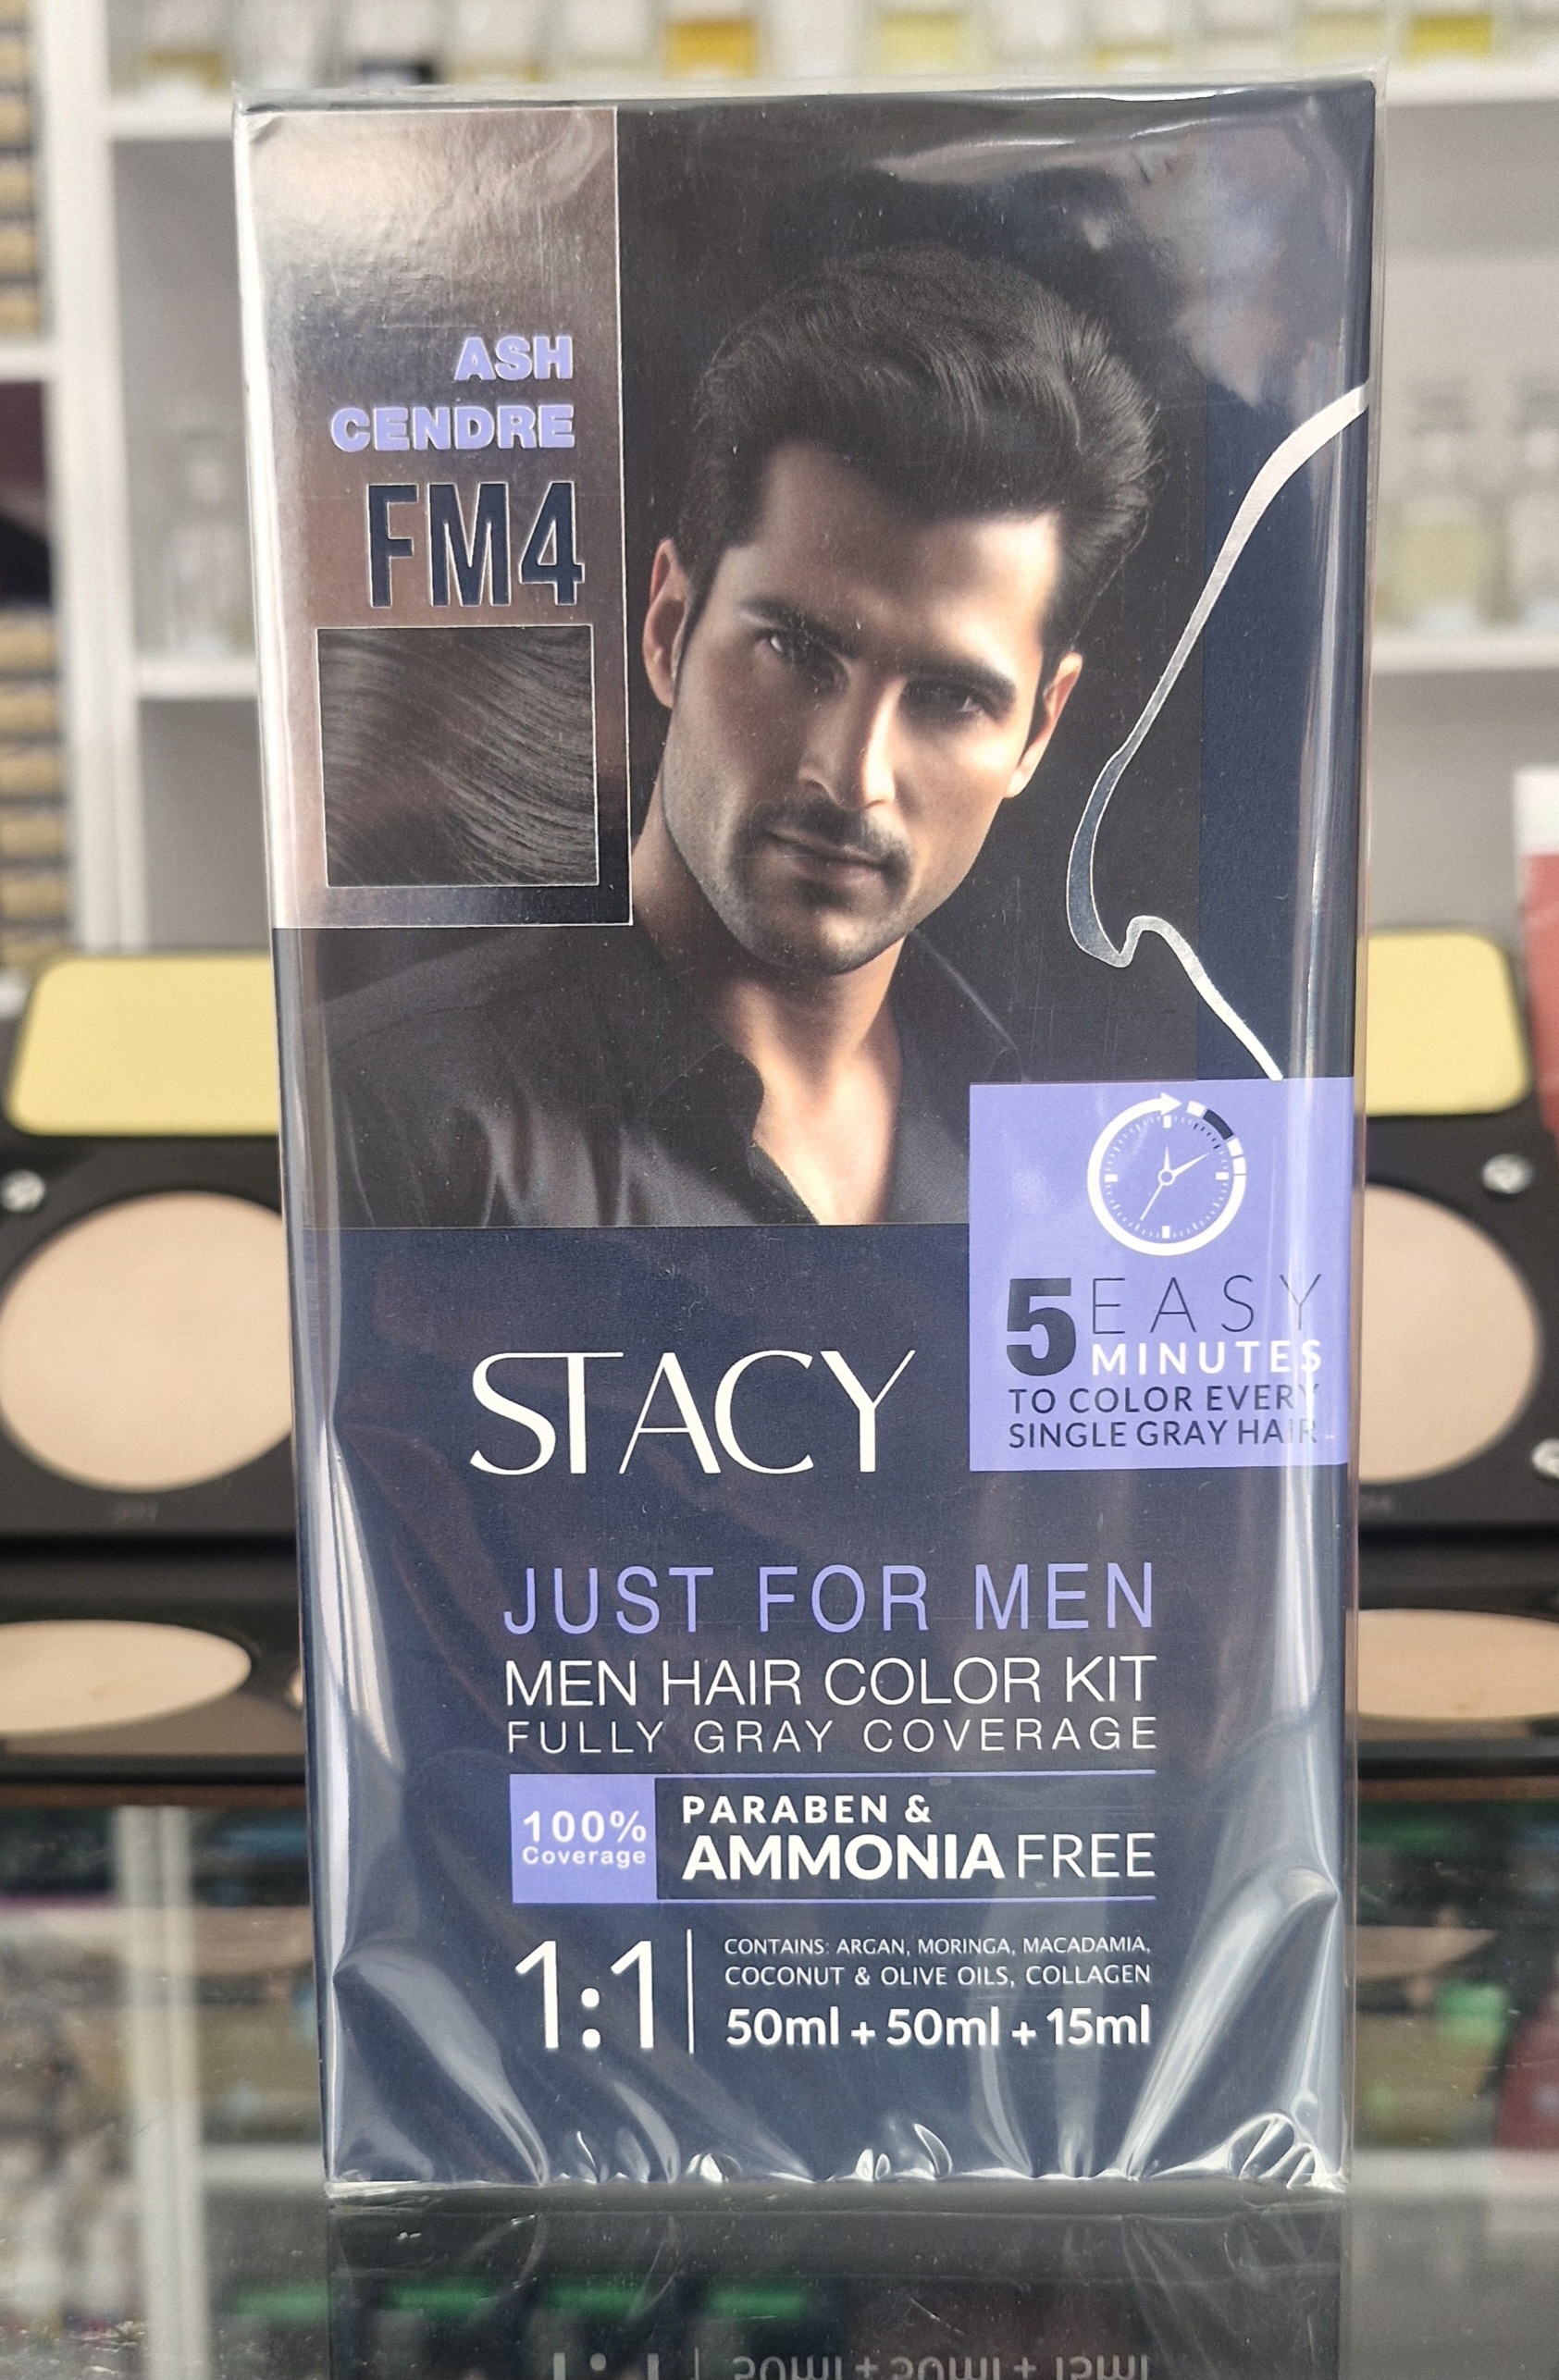 ASH
CENDRE
FM4
5 EASY
MINUTES
TO COLOR EVERY
SINGLE GRAY HAIR
STACY
JUST FOR MEN
MEN HAIR COLOR KIT
FULLY GRAY COVERAGE
100%
Coverage
PARABEN &
AMMONIA FREE
1:1
CONTAINS: ARGAN, MORINGA, MACADAMIA,
COCONUT & OLIVE OILS, COLLAGEN
50ml + 50ml + 15ml